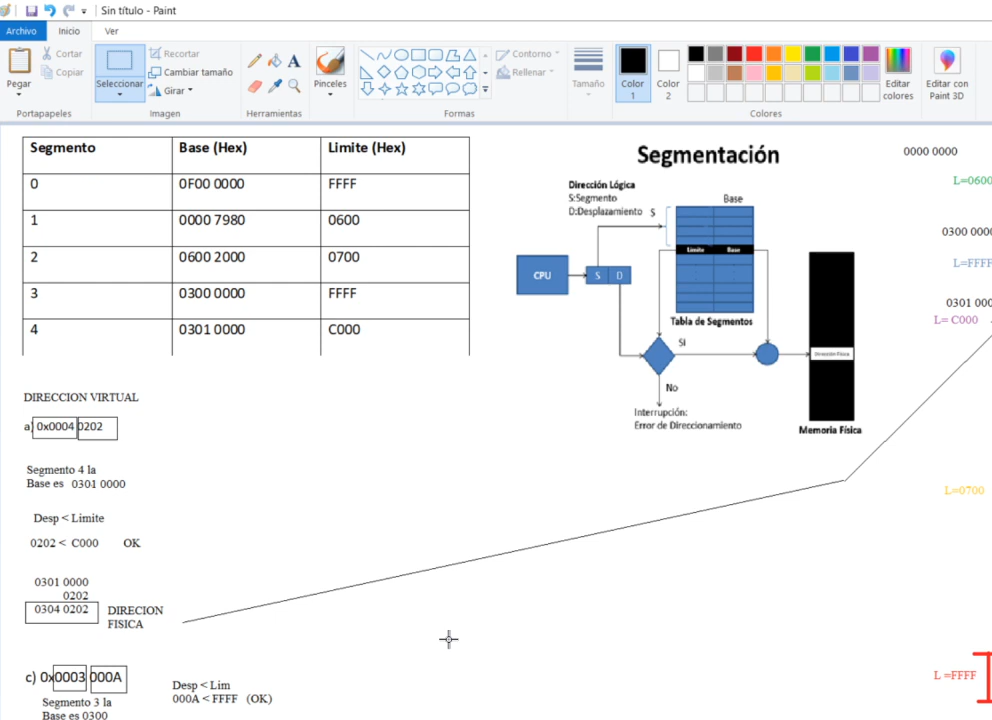 Sin título - Paint
Archivo Inicio Ver
Pegar
Cortar
Copiar
Portapapeles
Seleccionar
Recortar
Cambiar tamaño
Girar
Imagen
A
Herramientas
Pinceles
Contorno
Rellenar
Formas
Tamaño
Color 1
Color 2
Editar colores
Editar con Paint 3D
Colores
Segmento Base (Hex) Limite (Hex)
0 0F00 0000 FFFF
1 0000 7980 0600
2 0600 2000 0700
3 0300 0000 FFFF
4 0301 0000 C000
Segmentación
Dirección Lógica
S:Segmento
D:Desplazamiento S
Base
Limite Base
CPU
S D
Tabla de Segmentos
SI
No
Interrupción:
Error de Direccionamiento
Dirección Física
Memoria Física
0000 0000
L=0600
0300 0000
L=FFFF
0301 000
L= C000
L=0700
L =FFFF
DIRECCION VIRTUAL
a) 0x0004 0202
Segmento 4 la
Base es 0301 0000
Desp < Limite
0202 < C000 OK
0301 0000
0202
0304 0202 DIRECION
FISICA
c) 0x0003 000A
Segmento 3 la
Base es 0300
Desp < Lim
000A < FFFF (OK)